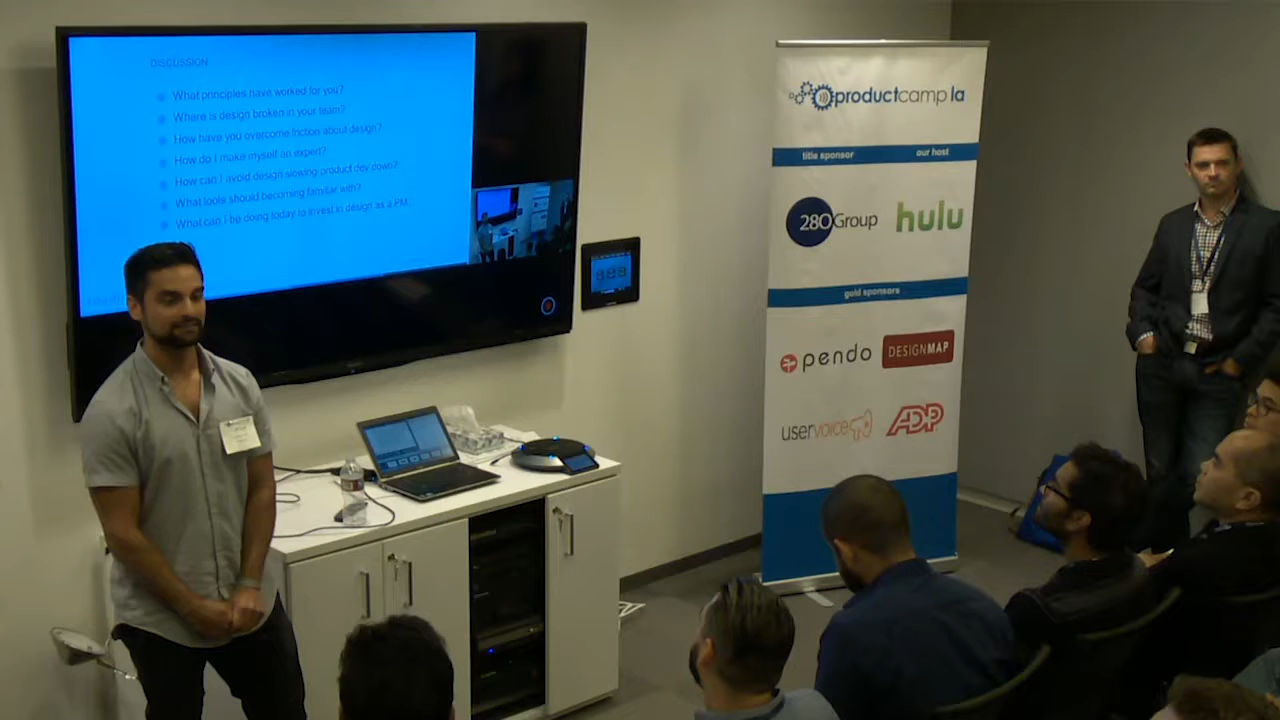 DISCUSSION
What principles have worked for you?
Where is design broken in your team?
How have you overcome friction about design?
How do I make myself an expert?
How can I avoid design slowing product dev down?
What tools should becoming familiar with?
What can I be doing today to invest in design as a PM
productcamp la
title sponsor our host
280 Group hulu
gold sponsors
pendo DESIGNMAP
uservoice ADP